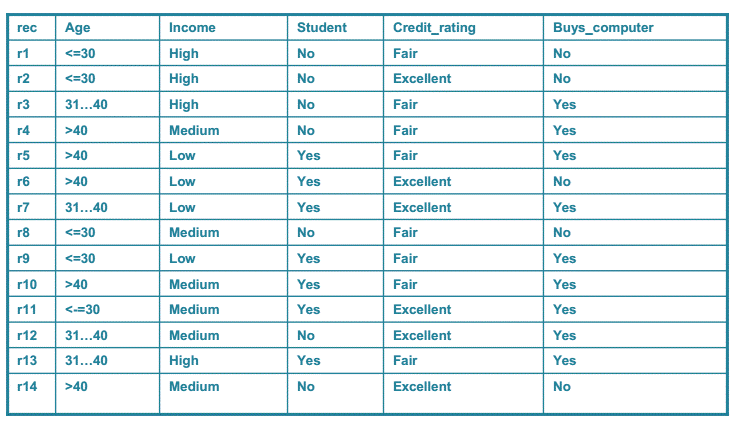 rec Age Income Student Credit_rating Buys_computer
r1 <=30 High No Fair No
r2 <=30 High No Excellent No
r3 31...40 High No Fair Yes
r4 >40 Medium No Fair Yes
r5 >40 Low Yes Fair Yes
r6 >40 Low Yes Excellent No
r7 31...40 Low Yes Excellent Yes
r8 <=30 Medium No Fair No
r9 <=30 Low Yes Fair Yes
r10 >40 Medium Yes Fair Yes
r11 <-=30 Medium Yes Excellent Yes
r12 31...40 Medium No Excellent Yes
r13 31...40 High Yes Fair Yes
r14 >40 Medium No Excellent No